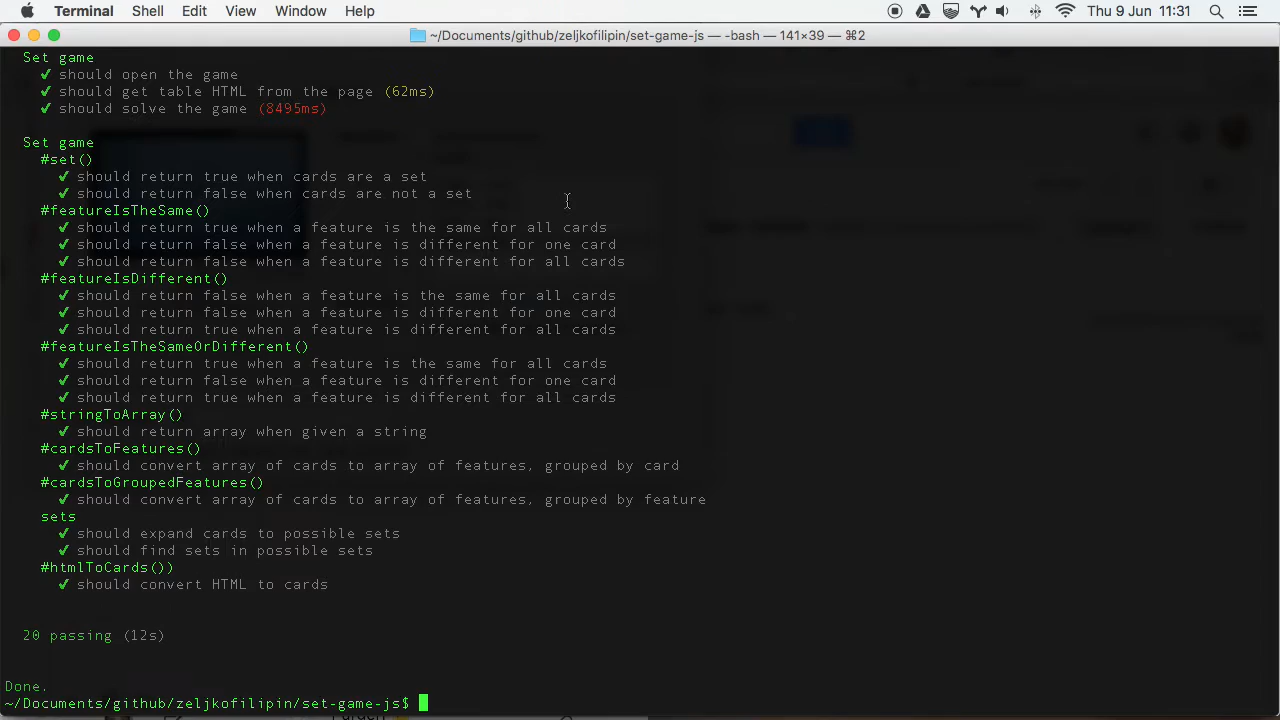 Terminal Shell Edit View Window Help Thu 9 Jun 11:31
~/Documents/github/zeljkofilipin/set-game-js — -bash — 141×39 — ⌘2
Set game
✓ should open the game
✓ should get table HTML from the page (62ms)
✓ should solve the game (8495ms)
Set game
#set()
✓ should return true when cards are a set
✓ should return false when cards are not a set
#featureIsTheSame()
✓ should return true when a feature is the same for all cards
✓ should return false when a feature is different for one card
✓ should return false when a feature is different for all cards
#featureIsDifferent()
✓ should return false when a feature is the same for all cards
✓ should return false when a feature is different for one card
✓ should return true when a feature is different for all cards
#featureIsTheSameOrDifferent()
✓ should return true when a feature is the same for all cards
✓ should return false when a feature is different for one card
✓ should return true when a feature is different for all cards
#stringToArray()
✓ should return array when given a string
#cardsToFeatures()
✓ should convert array of cards to array of features, grouped by card
#cardsToGroupedFeatures()
✓ should convert array of cards to array of features, grouped by feature
sets
✓ should expand cards to possible sets
✓ should find sets in possible sets
#htmlToCards())
✓ should convert HTML to cards
20 passing (12s)
Done.
~/Documents/github/zeljkofilipin/set-game-js$